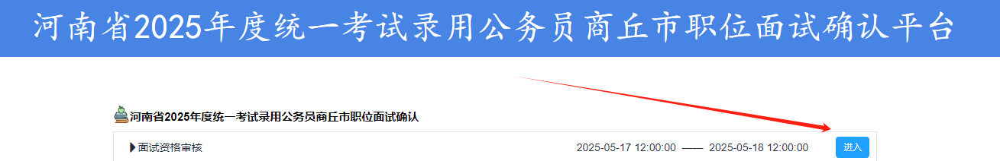 河南省2025年度统一考试录用公务员商丘市职位面试确认平台
河南省2025年度统一考试录用公务员商丘市职位面试确认
面试资格审核 2025-05-17 12:00:00 —— 2025-05-18 12:00:00 进入